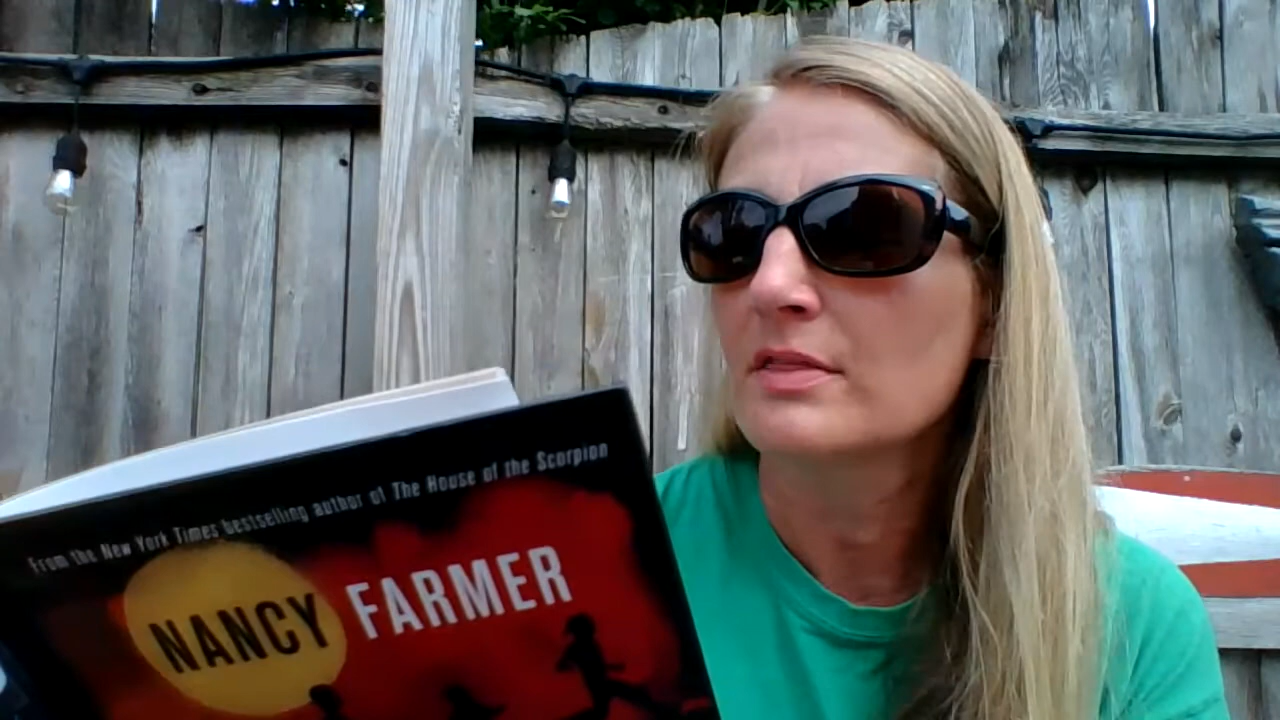 From the New York Times bestselling author of The House of the Scorpion
NANCY FARMER